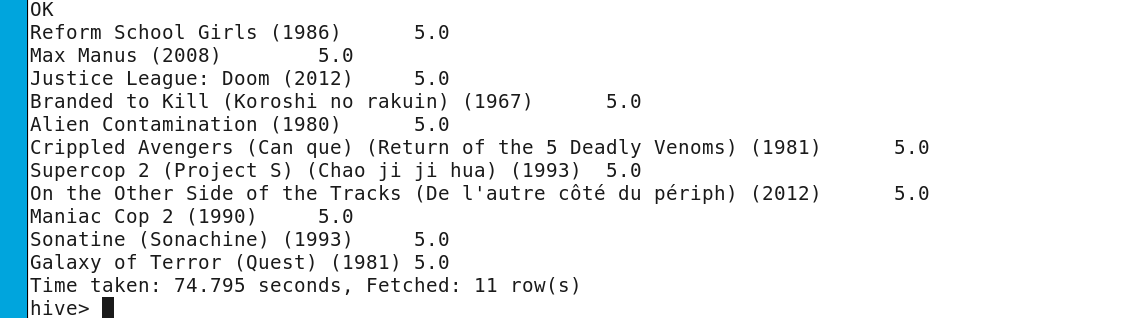 OK
Reform School Girls (1986)      5.0
Max Manus (2008)        5.0
Justice League: Doom (2012)     5.0
Branded to Kill (Koroshi no rakuin) (1967)      5.0
Alien Contamination (1980)      5.0
Crippled Avengers (Can que) (Return of the 5 Deadly Venoms) (1981)      5.0
Supercop 2 (Project S) (Chao ji ji hua) (1993)  5.0
On the Other Side of the Tracks (De l'autre côté du périph) (2012)      5.0
Maniac Cop 2 (1990)     5.0
Sonatine (Sonachine) (1993)     5.0
Galaxy of Terror (Quest) (1981) 5.0
Time taken: 74.795 seconds, Fetched: 11 row(s)
hive>